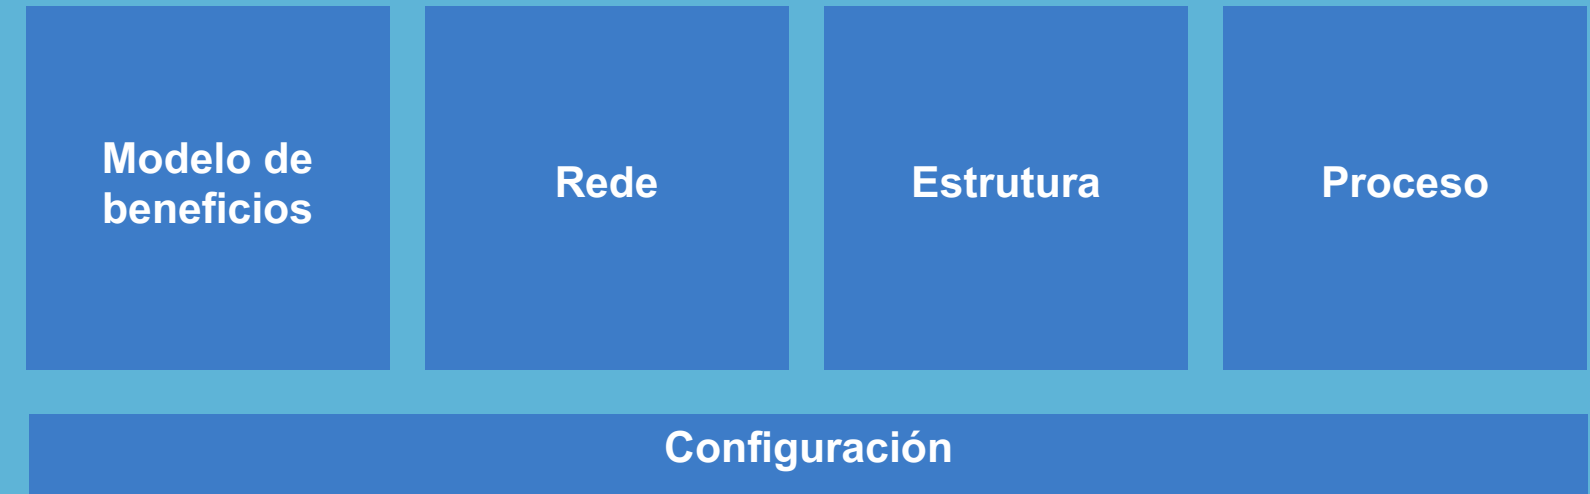 Modelo de
beneficios
Rede
Estrutura
Proceso
Configuración